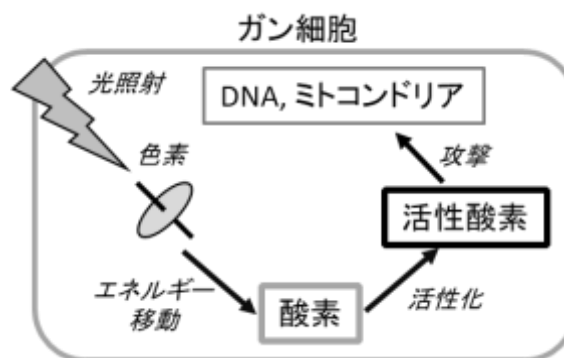 ガン細胞
光照射
DNA, ミトコンドリア
色素
攻撃
活性酸素
エネルギー
移動
酸素
活性化